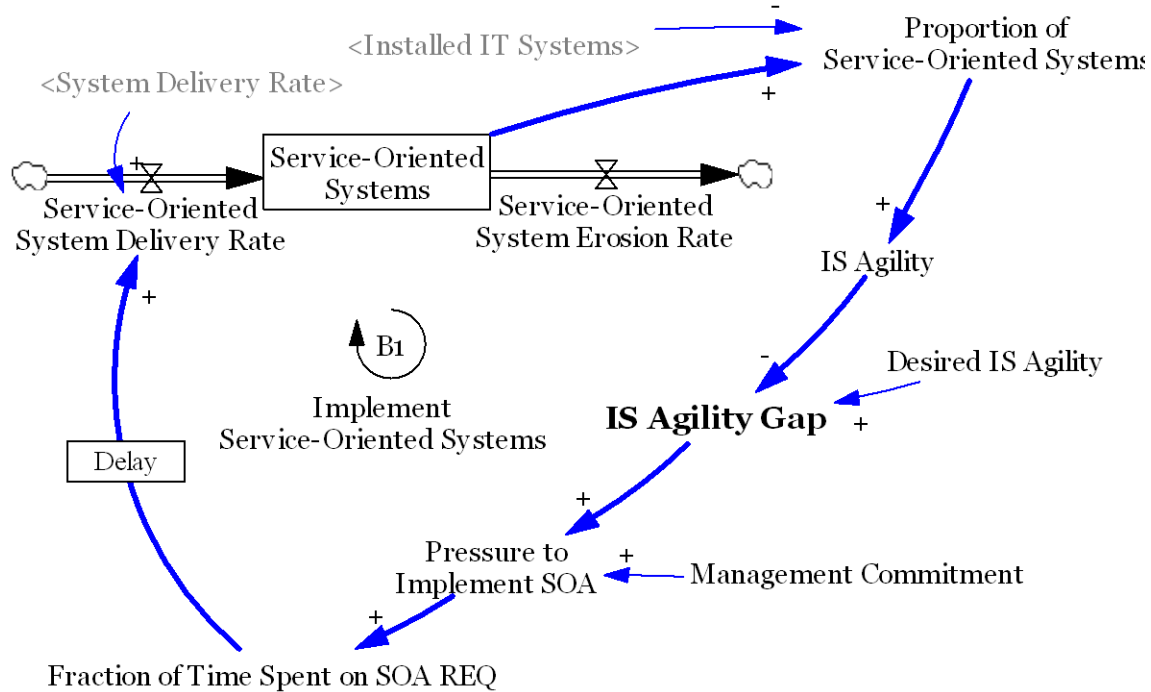 -
Proportion of
Service-Oriented Systems
<Installed IT Systems>
+
<System Delivery Rate>
+
Service-Oriented
Systems
Service-Oriented
System Delivery Rate
Service-Oriented
System Erosion Rate
+
IS Agility
+
B1
-
Desired IS Agility
Implement
Service-Oriented Systems
IS Agility Gap
+
Delay
+
Pressure to
Implement SOA
+
Management Commitment
+
Fraction of Time Spent on SOA REQ